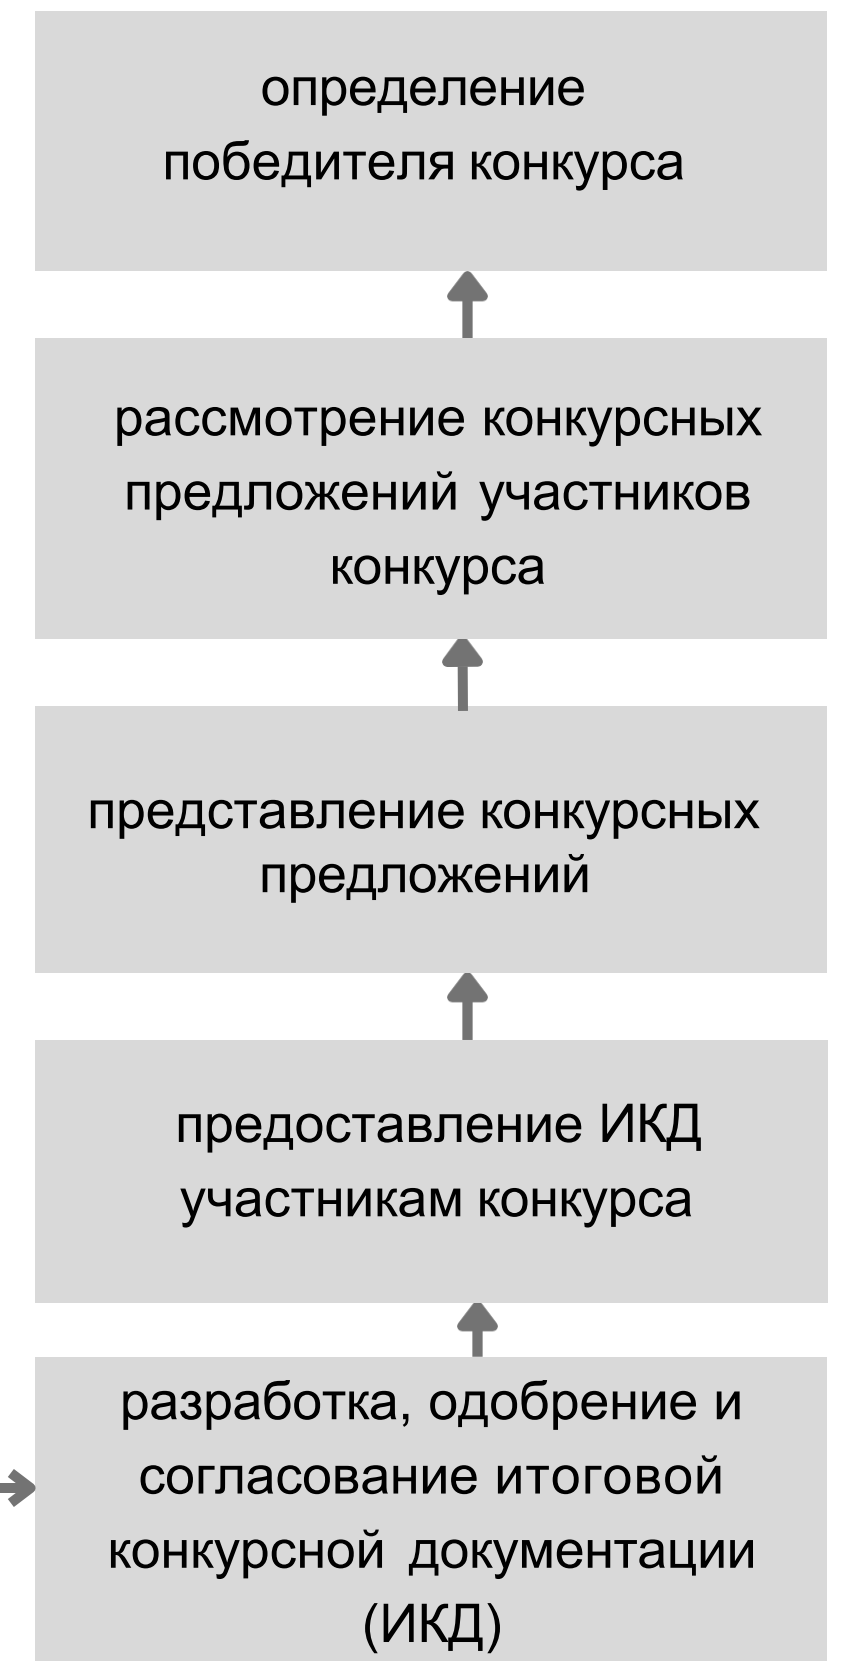 определение
победителя конкурса
рассмотрение конкурсных
предложений участников
конкурса
представление конкурсных
предложений
предоставление ИКД
участникам конкурса
разработка, одобрение и
согласование итоговой
конкурсной документации
(ИКД)